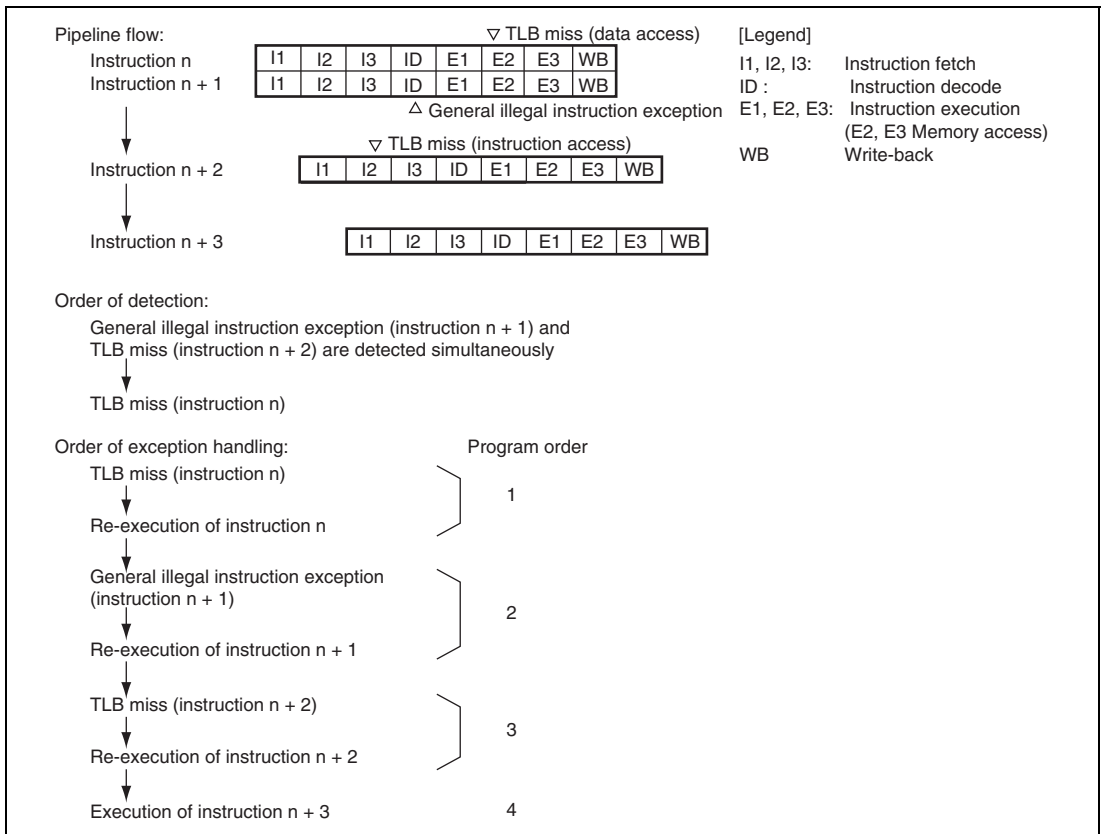 Pipeline flow:
▽ TLB miss (data access)
[Legend]
Instruction n
I1 I2 I3 ID E1 E2 E3 WB
I1, I2, I3: Instruction fetch
Instruction n + 1
I1 I2 I3 ID E1 E2 E3 WB
ID : Instruction decode
△ General illegal instruction exception
E1, E2, E3: Instruction execution
(E2, E3 Memory access)
▽ TLB miss (instruction access)
WB Write-back
Instruction n + 2
I1 I2 I3 ID E1 E2 E3 WB
Instruction n + 3
I1 I2 I3 ID E1 E2 E3 WB
Order of detection:
General illegal instruction exception (instruction n + 1) and
TLB miss (instruction n + 2) are detected simultaneously
TLB miss (instruction n)
Order of exception handling:
Program order
TLB miss (instruction n)
1
Re-execution of instruction n
General illegal instruction exception
(instruction n + 1)
2
Re-execution of instruction n + 1
TLB miss (instruction n + 2)
3
Re-execution of instruction n + 2
Execution of instruction n + 3
4